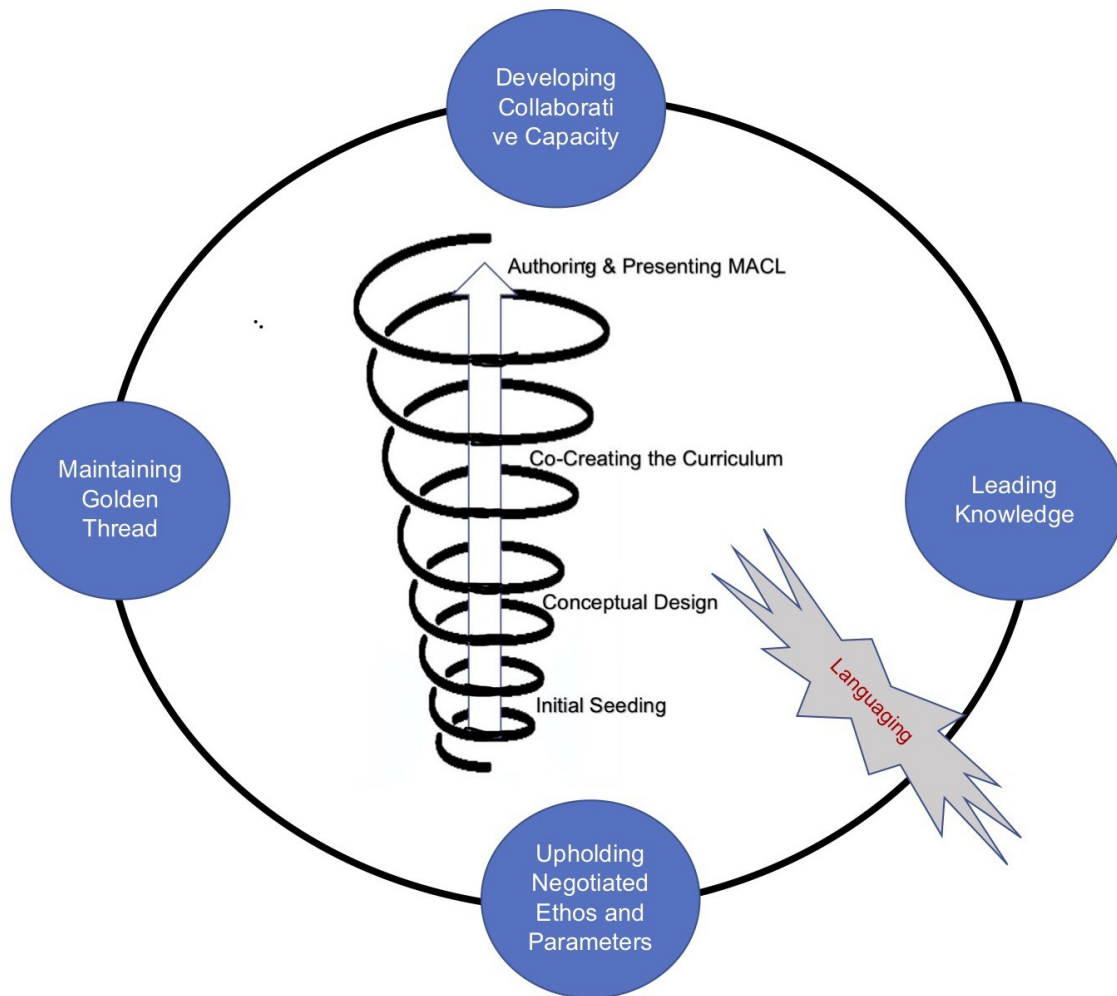 Developing
Collaborati
ve Capacity
Authoring & Presenting MACL
Maintaining
Golden
Thread
Co-Creating the Curriculum
Leading
Knowledge
Conceptual Design
Languaging
Initial Seeding
Upholding
Negotiated
Ethos and
Parameters